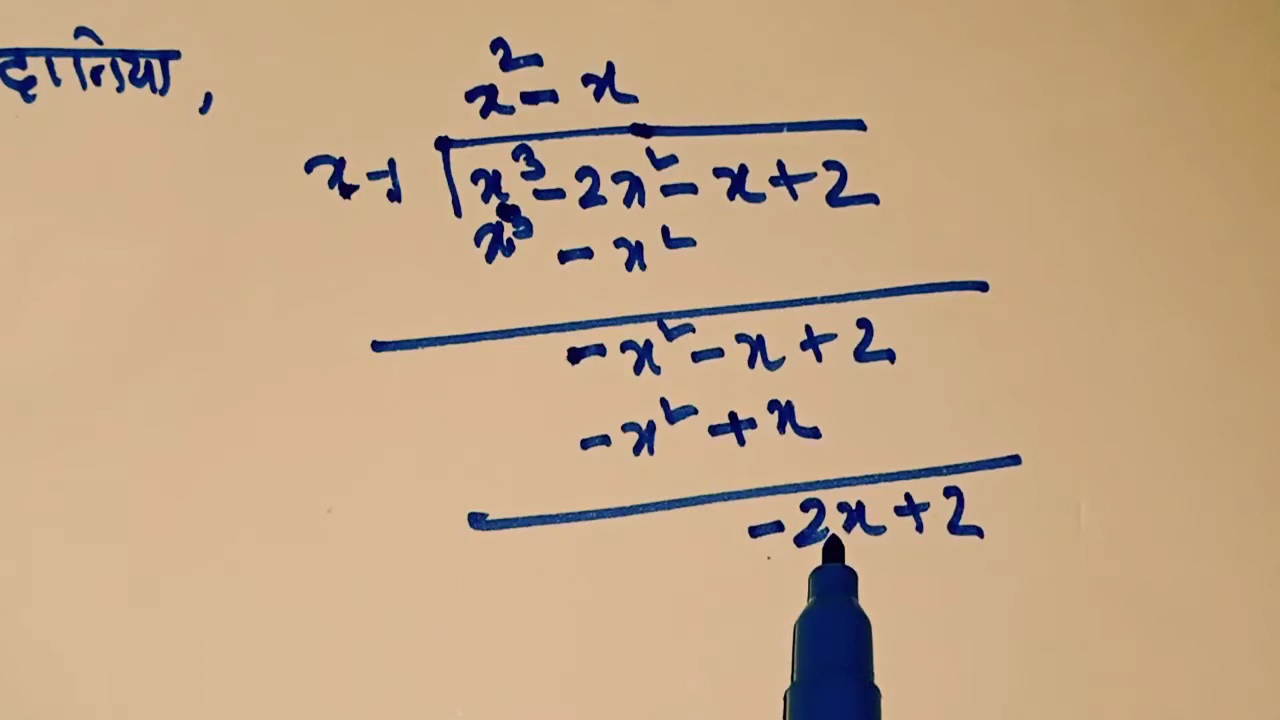 x² - x
x-1 x³ - 2x² - x + 2
x³ - x²
-x² - x + 2
-x² + x
-2x + 2